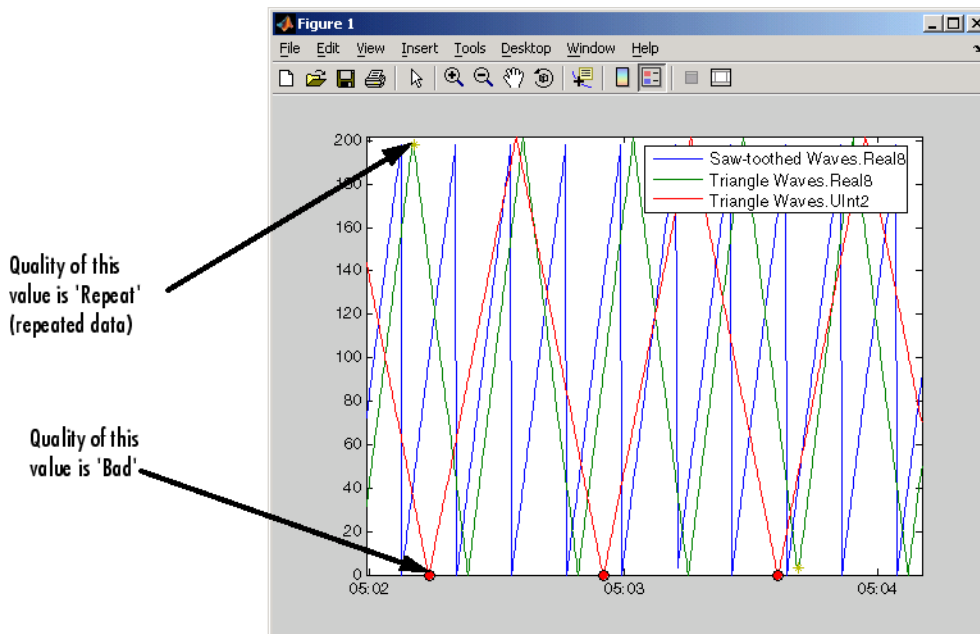 Figure 1
File Edit View Insert Tools Desktop Window Help
200
180
160
140
120
100
80
60
40
20
0
05:02 05:03 05:04
Saw-toothed Waves.Real8
Triangle Waves.Real8
Triangle Waves.UInt2
Quality of this
value is 'Repeat'
(repeated data)
Quality of this
value is 'Bad'